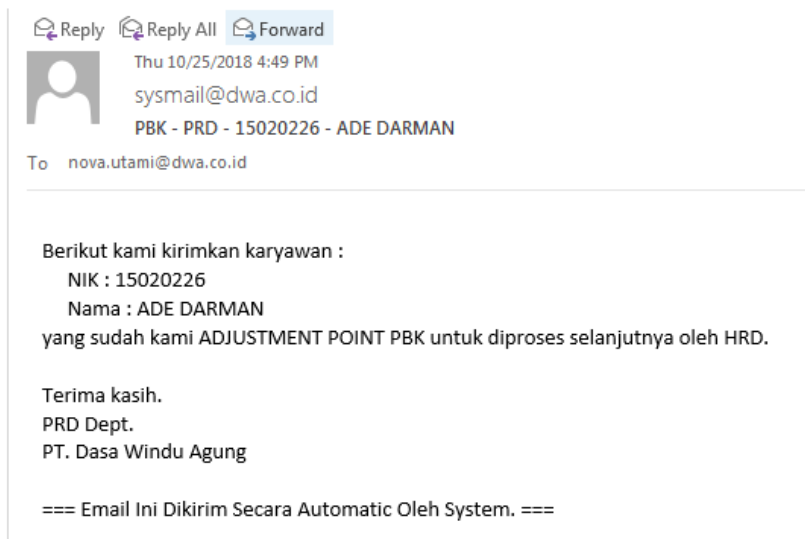 Reply Reply All Forward
Thu 10/25/2018 4:49 PM
sysmail@dwa.co.id
PBK - PRD - 15020226 - ADE DARMAN
To nova.utami@dwa.co.id
Berikut kami kirimkan karyawan :
NIK : 15020226
Nama : ADE DARMAN
yang sudah kami ADJUSTMENT POINT PBK untuk diproses selanjutnya oleh HRD.
Terima kasih.
PRD Dept.
PT. Dasa Windu Agung
=== Email Ini Dikirim Secara Automatic Oleh System. ===